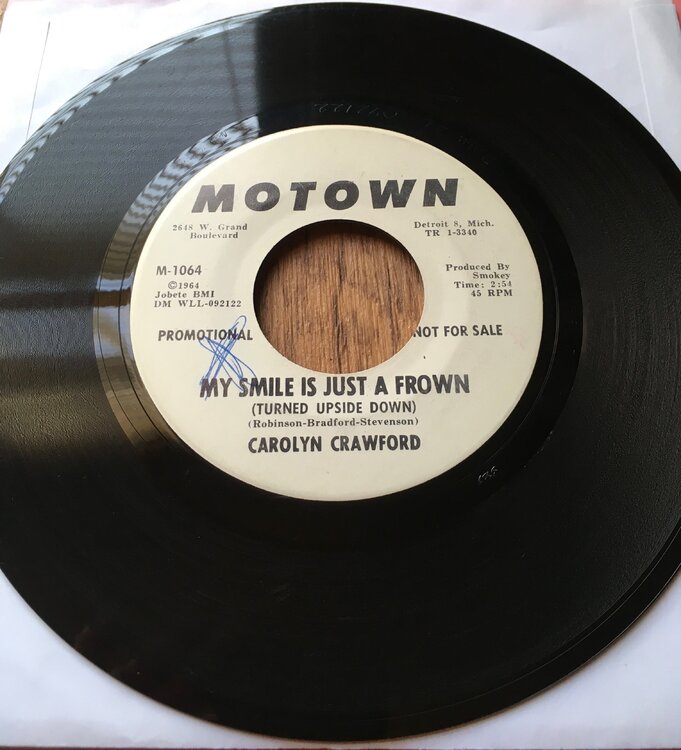 MOTOWN
2648 W. Grand
Boulevard
Detroit 8, Mich.
TR 1-3340
M-1064
©1964
Jobete BMI
DM WLL-092122
Produced By
Smokey
Time: 2:54
45 RPM
PROMOTIONAL
NOT FOR SALE
MY SMILE IS JUST A FROWN
(TURNED UPSIDE DOWN)
(Robinson-Bradford-Stevenson)
CAROLYN CRAWFORD